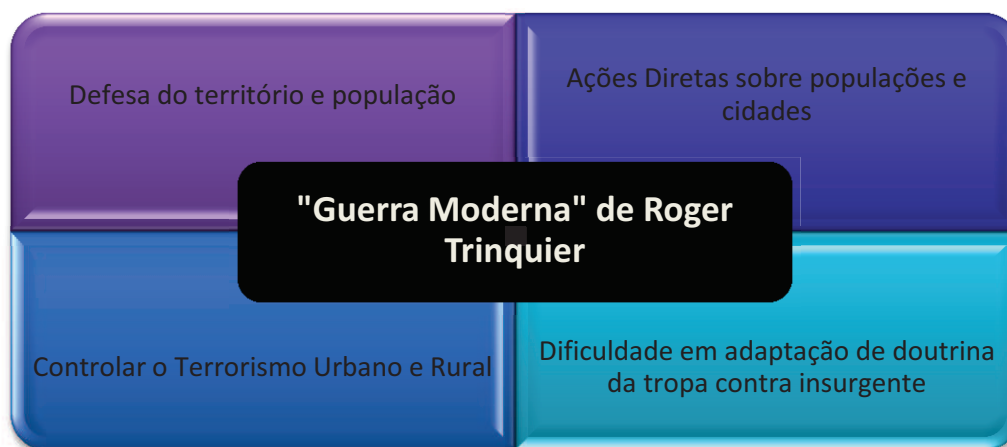 Defesa do território e população
Ações Diretas sobre populações e
cidades
"Guerra Moderna" de Roger
Trinquier
Controlar o Terrorismo Urbano e Rural
Dificuldade em adaptação de doutrina
da tropa contra insurgente